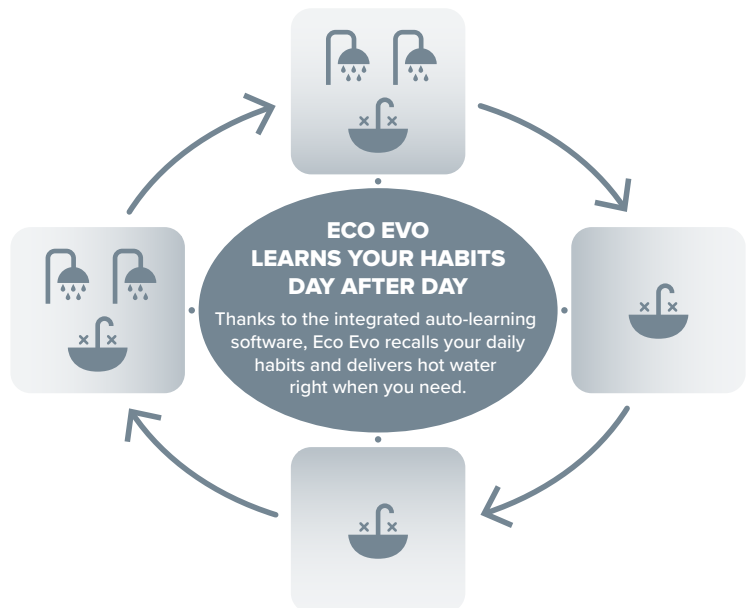 ECO EVO
LEARNS YOUR HABITS
DAY AFTER DAY
Thanks to the integrated auto-learning
software, Eco Evo recalls your daily
habits and delivers hot water
right when you need.